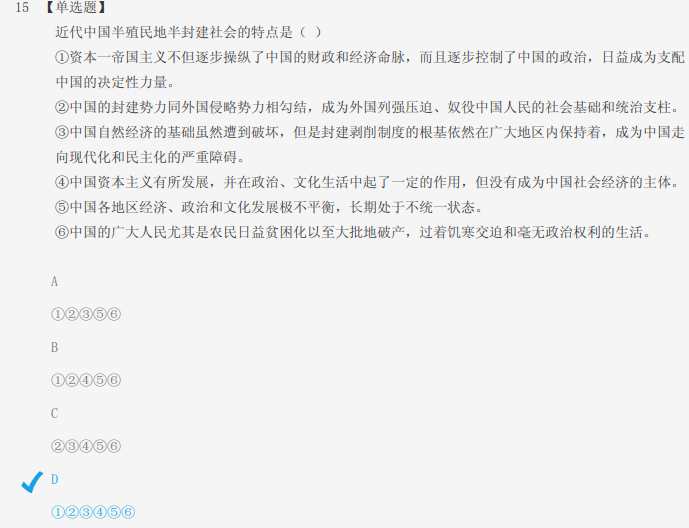 15 【单选题】
近代中国半殖民地半封建社会的特点是（ ）
①资本一帝国主义不但逐步操纵了中国的财政和经济命脉，而且逐步控制了中国的政治，日益成为支配
中国的决定性力量。
②中国的封建势力同外国侵略势力相勾结，成为外国列强压迫、奴役中国人民的社会基础和统治支柱。
③中国自然经济的基础虽然遭到破坏，但是封建剥削制度的根基依然在广大地区内保持着，成为中国走
向现代化和民主化的严重障碍。
④中国资本主义有所发展，并在政治、文化生活中起了一定的作用，但没有成为中国社会经济的主体。
⑤中国各地区经济、政治和文化发展极不平衡，长期处于不统一状态。
⑥中国的广大人民尤其是农民日益贫困化以至大批地破产，过着饥寒交迫和毫无政治权利的生活。
A
①②③⑤⑥
B
①②④⑤⑥
C
②③④⑤⑥
D
①②③④⑤⑥